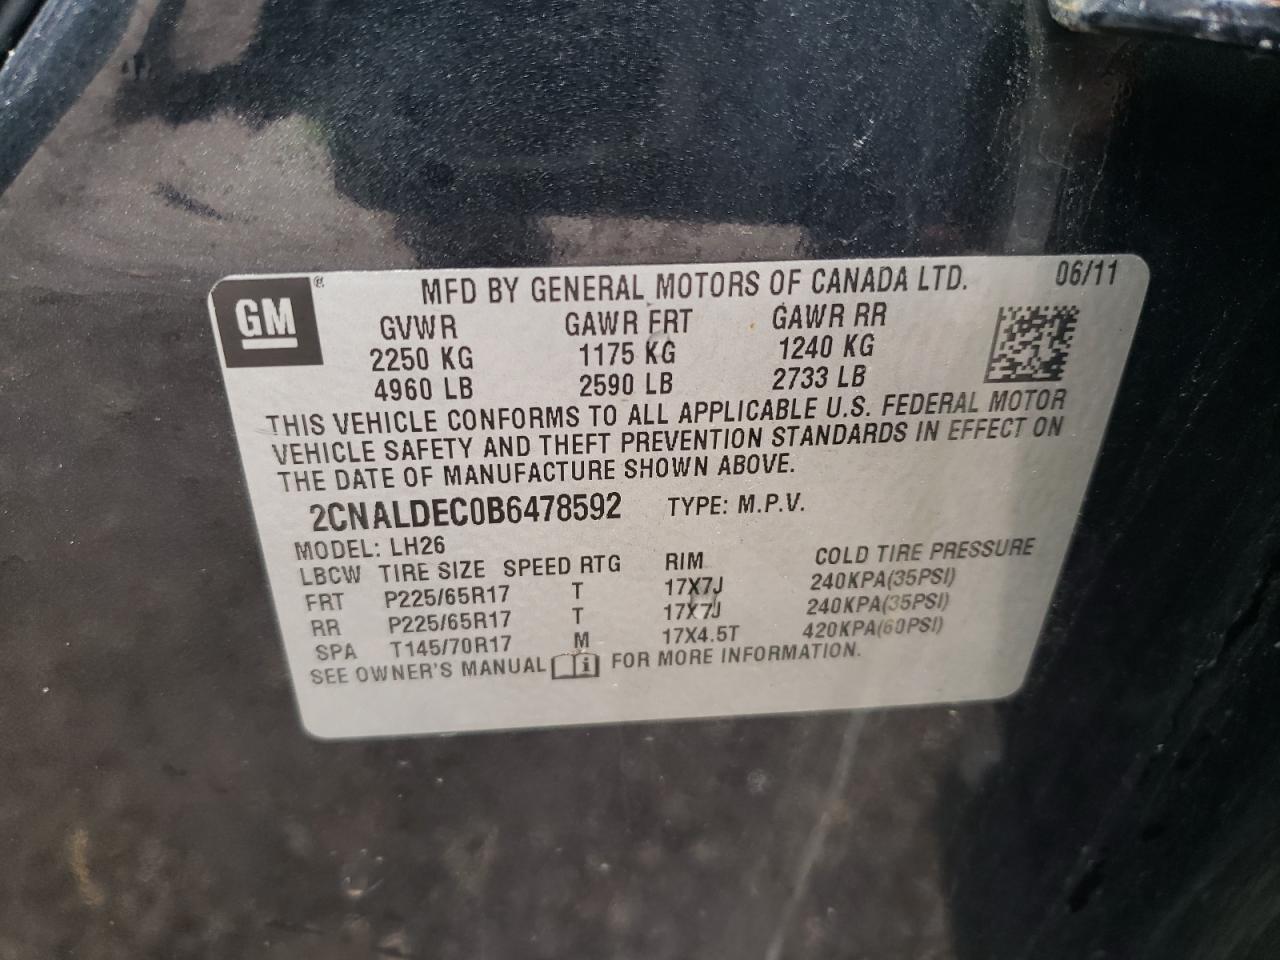 GM ®
MFD BY GENERAL MOTORS OF CANADA LTD. 06/11
GVWR GAWR FRT GAWR RR
2250 KG 1175 KG 1240 KG
4960 LB 2590 LB 2733 LB
THIS VEHICLE CONFORMS TO ALL APPLICABLE U.S. FEDERAL MOTOR
VEHICLE SAFETY AND THEFT PREVENTION STANDARDS IN EFFECT ON
THE DATE OF MANUFACTURE SHOWN ABOVE.
2CNALDEC0B6478592 TYPE: M.P.V.
MODEL: LH26
LBCW TIRE SIZE SPEED RTG RIM COLD TIRE PRESSURE
FRT P225/65R17 T 17X7J 240KPA(35PSI)
RR P225/65R17 T 17X7J 240KPA(35PSI)
SPA T145/70R17 M 17X4.5T 420KPA(60PSI)
SEE OWNER'S MANUAL i FOR MORE INFORMATION.